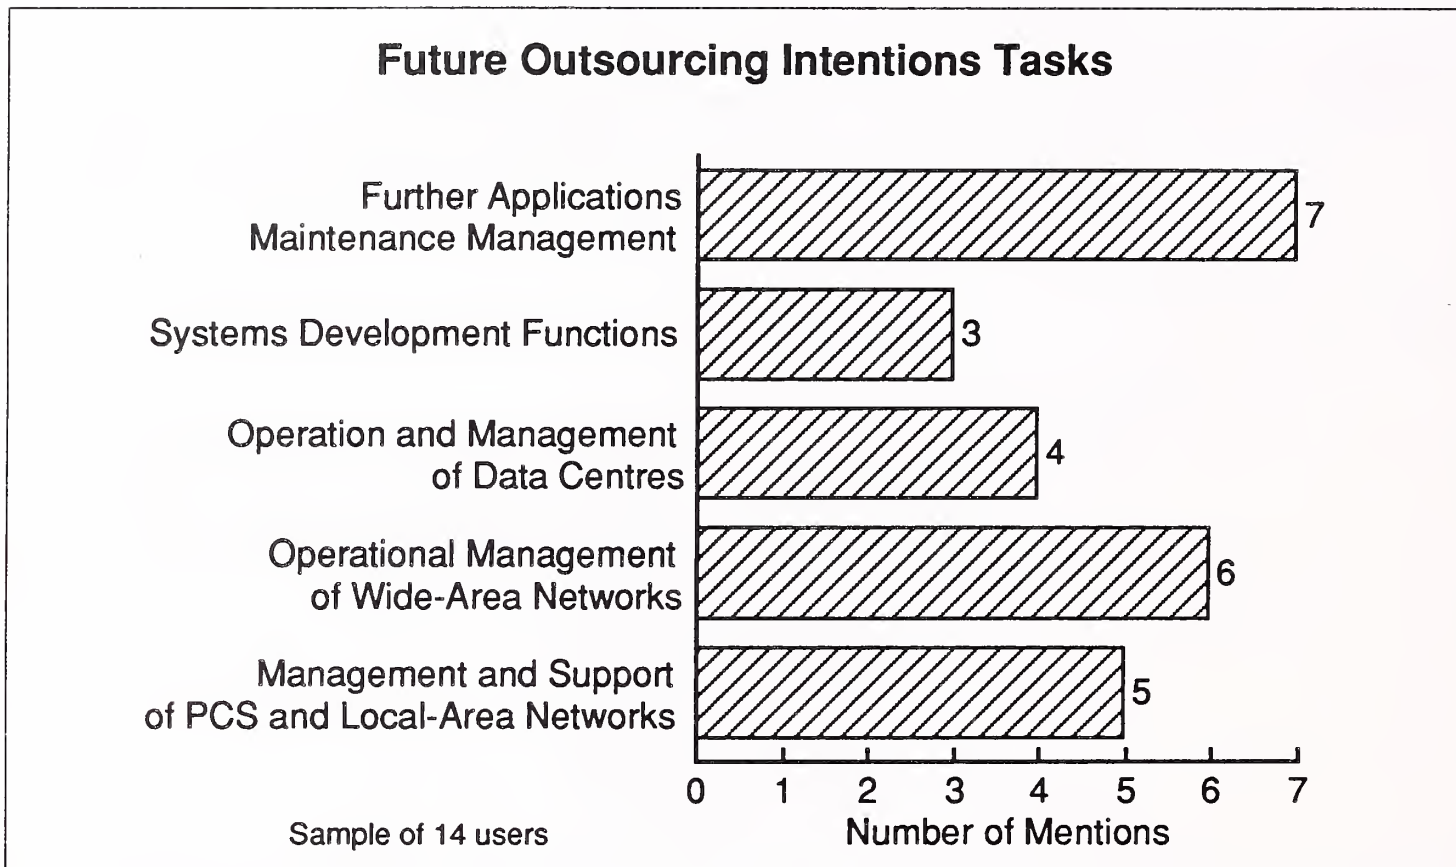 Future Outsourcing Intentions Tasks
Further Applications
Maintenance Management
7
Systems Development Functions
3
Operation and Management
of Data Centres
4
Operational Management
of Wide-Area Networks
6
Management and Support
of PCS and Local-Area Networks
5
0 1 2 3 4 5 6 7
Sample of 14 users
Number of Mentions